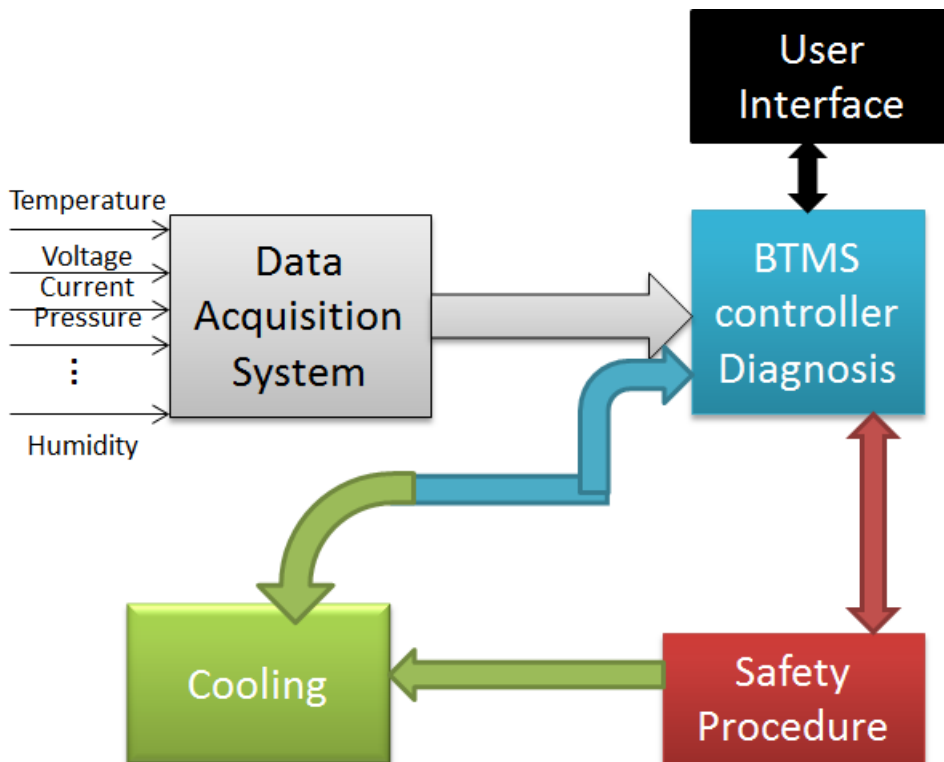 User
Interface
Temperature
Voltage
Current
Pressure
⋮
Humidity
Data
Acquisition
System
BTMS
controller
Diagnosis
Cooling
Safety
Procedure